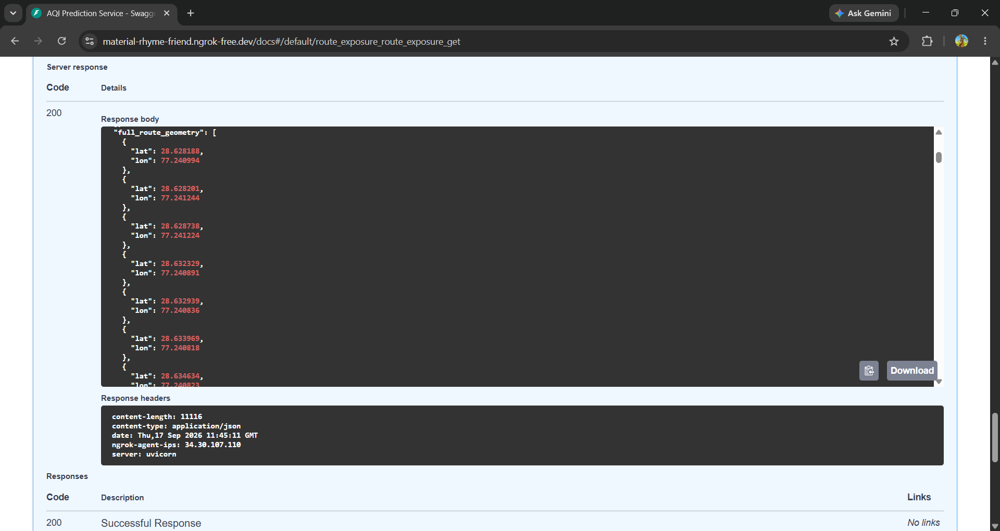 AQI Prediction Service - Swagg
Ask Gemini
material-rhyme-friend.ngrok-free.dev/docs#/default/route_exposure_route_exposure_get
Server response
Code Details
200
Response body
"full_route_geometry": [
{
"lat": 28.628188,
"lon": 77.240994
},
{
"lat": 28.628201,
"lon": 77.241244
},
{
"lat": 28.628738,
"lon": 77.241224
},
{
"lat": 28.632329,
"lon": 77.240891
},
{
"lat": 28.632939,
"lon": 77.240836
},
{
"lat": 28.633969,
"lon": 77.240818
},
{
"lat": 28.634634,
"lon": 77.240823
Download
Response headers
content-length: 11116
content-type: application/json
date: Thu,17 Sep 2026 11:45:11 GMT
ngrok-agent-ips: 34.30.107.110
server: uvicorn
Responses
Code Description Links
200 Successful Response No links